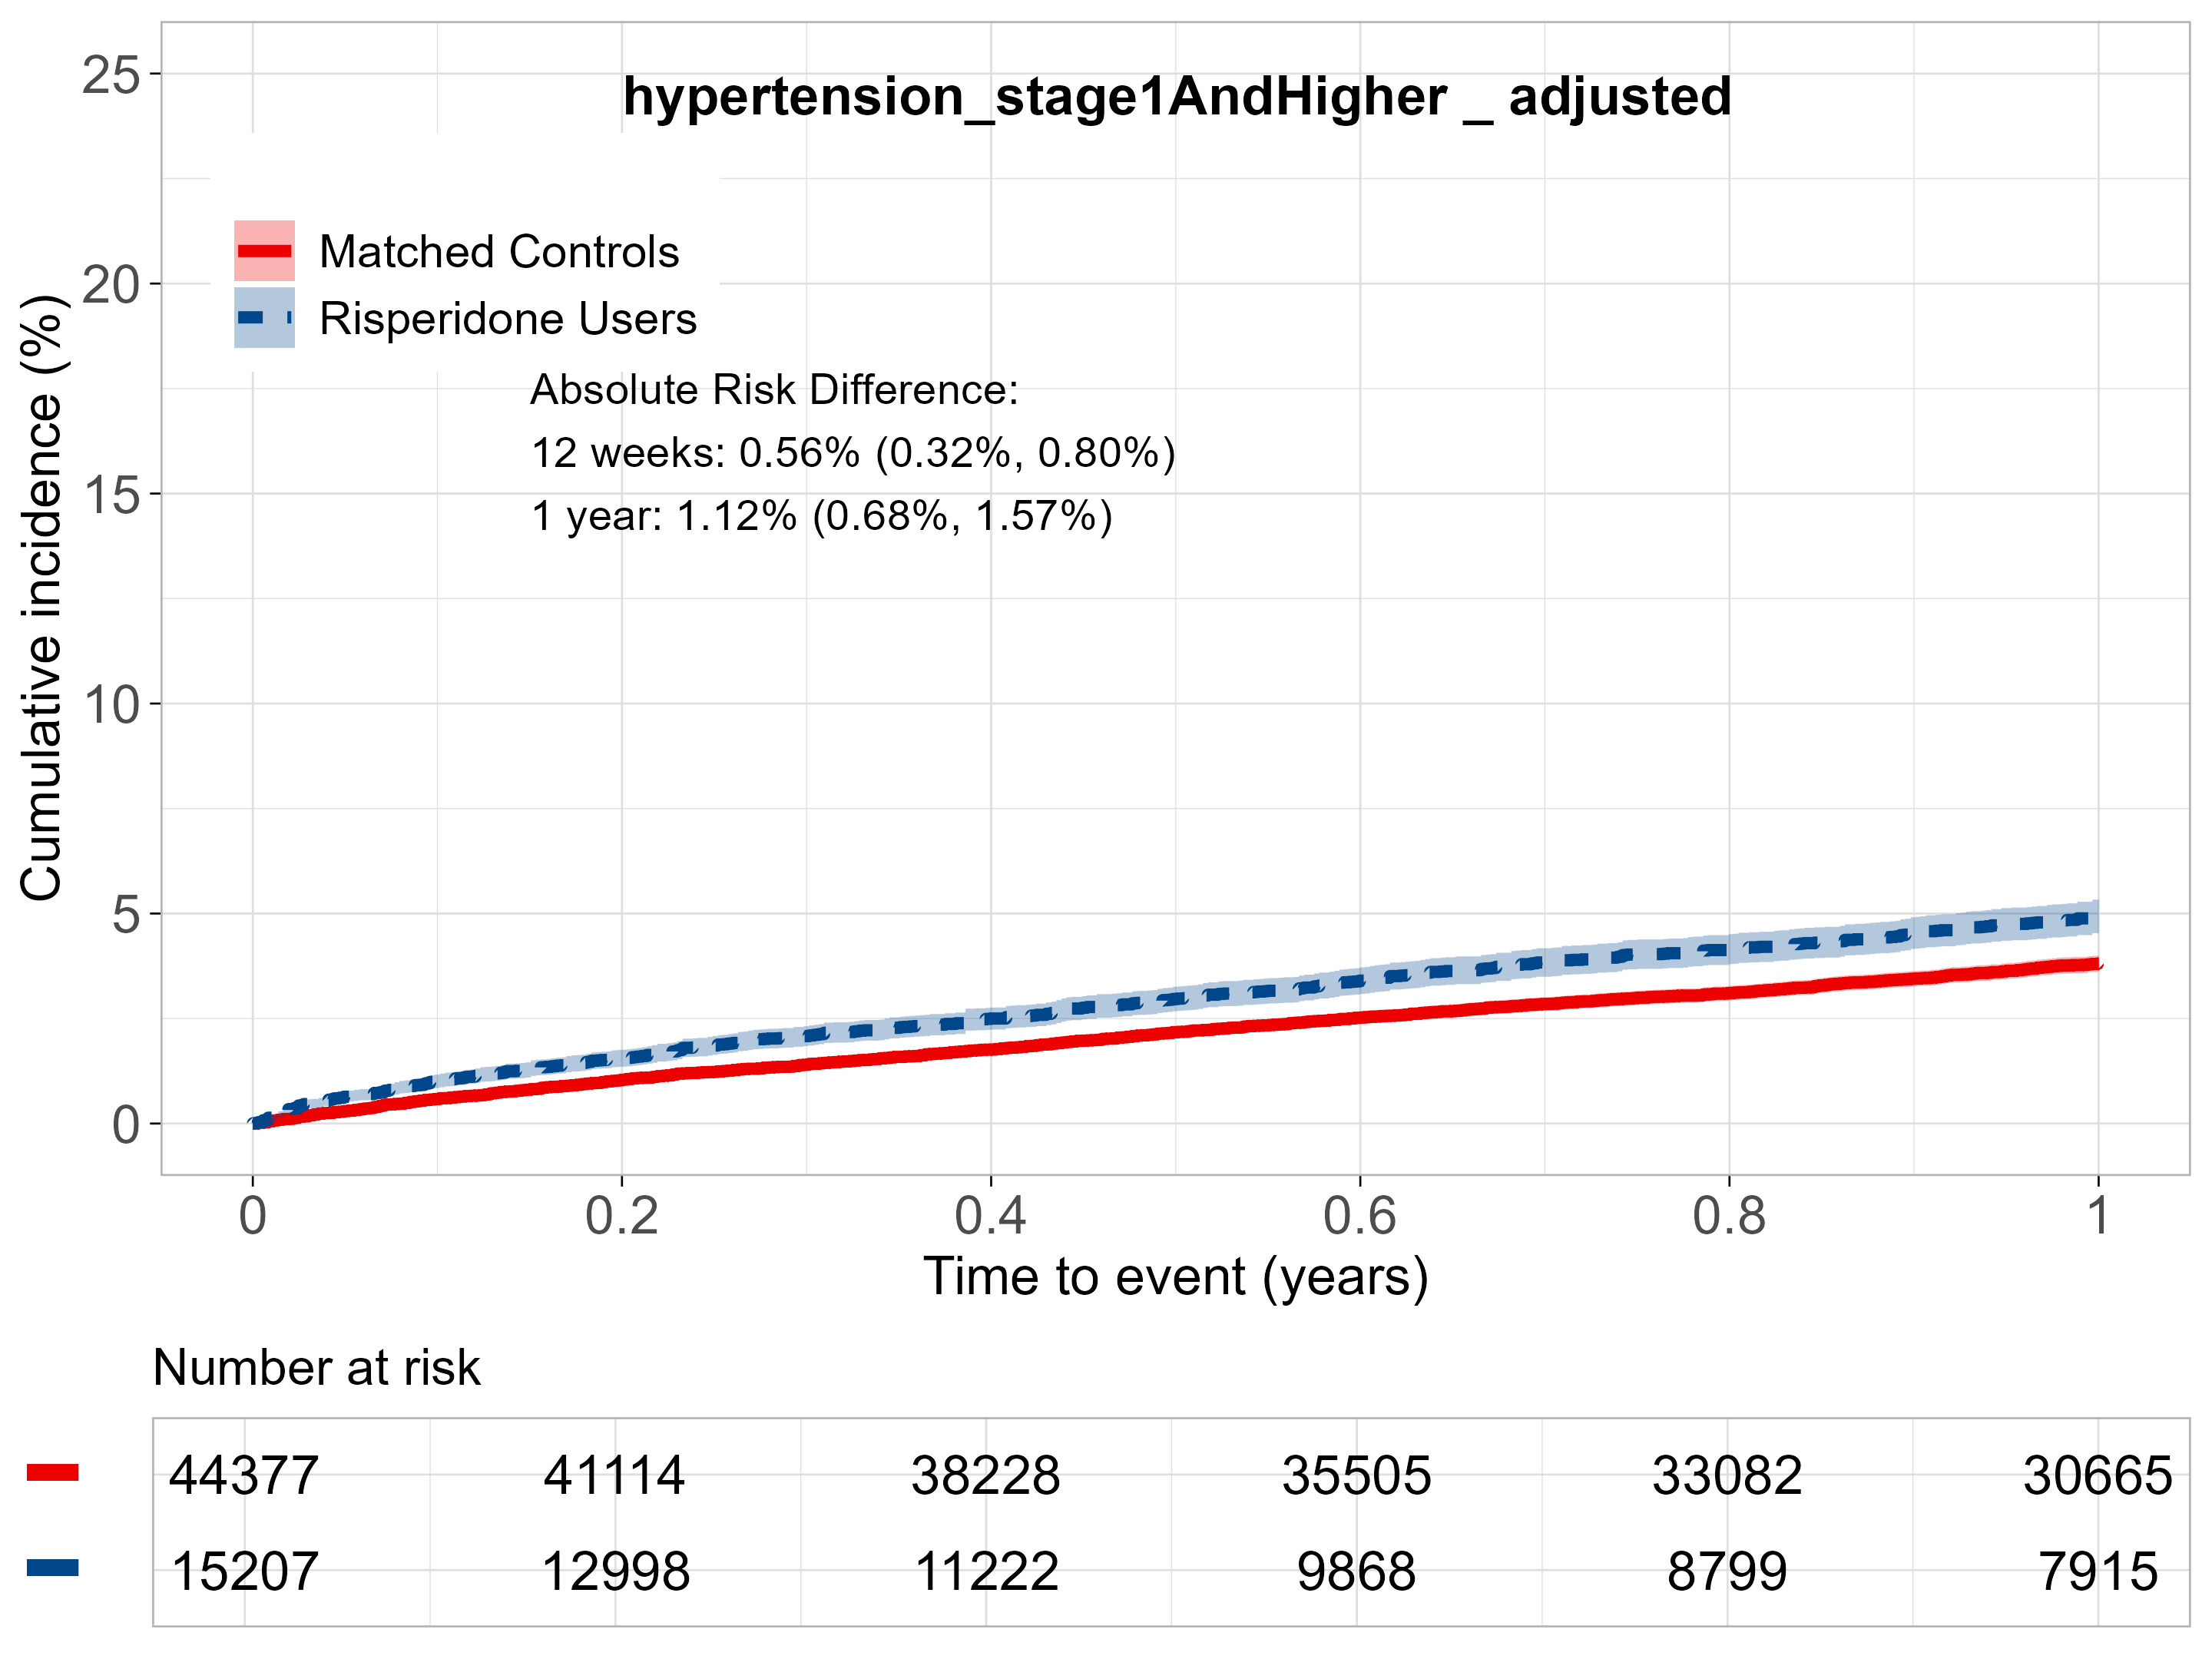 hypertension_stage1AndHigher _ adjusted
25
20
15
10
5
0
Cumulative incidence (%)
Matched Controls
Risperidone Users
Absolute Risk Difference:
12 weeks: 0.56% (0.32%, 0.80%)
1 year: 1.12% (0.68%, 1.57%)
0 0.2 0.4 0.6 0.8 1
Time to event (years)
Number at risk
44377 41114 38228 35505 33082 30665
15207 12998 11222 9868 8799 7915